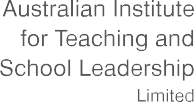 Australian Institute
for Teaching and
School Leadership
Limited